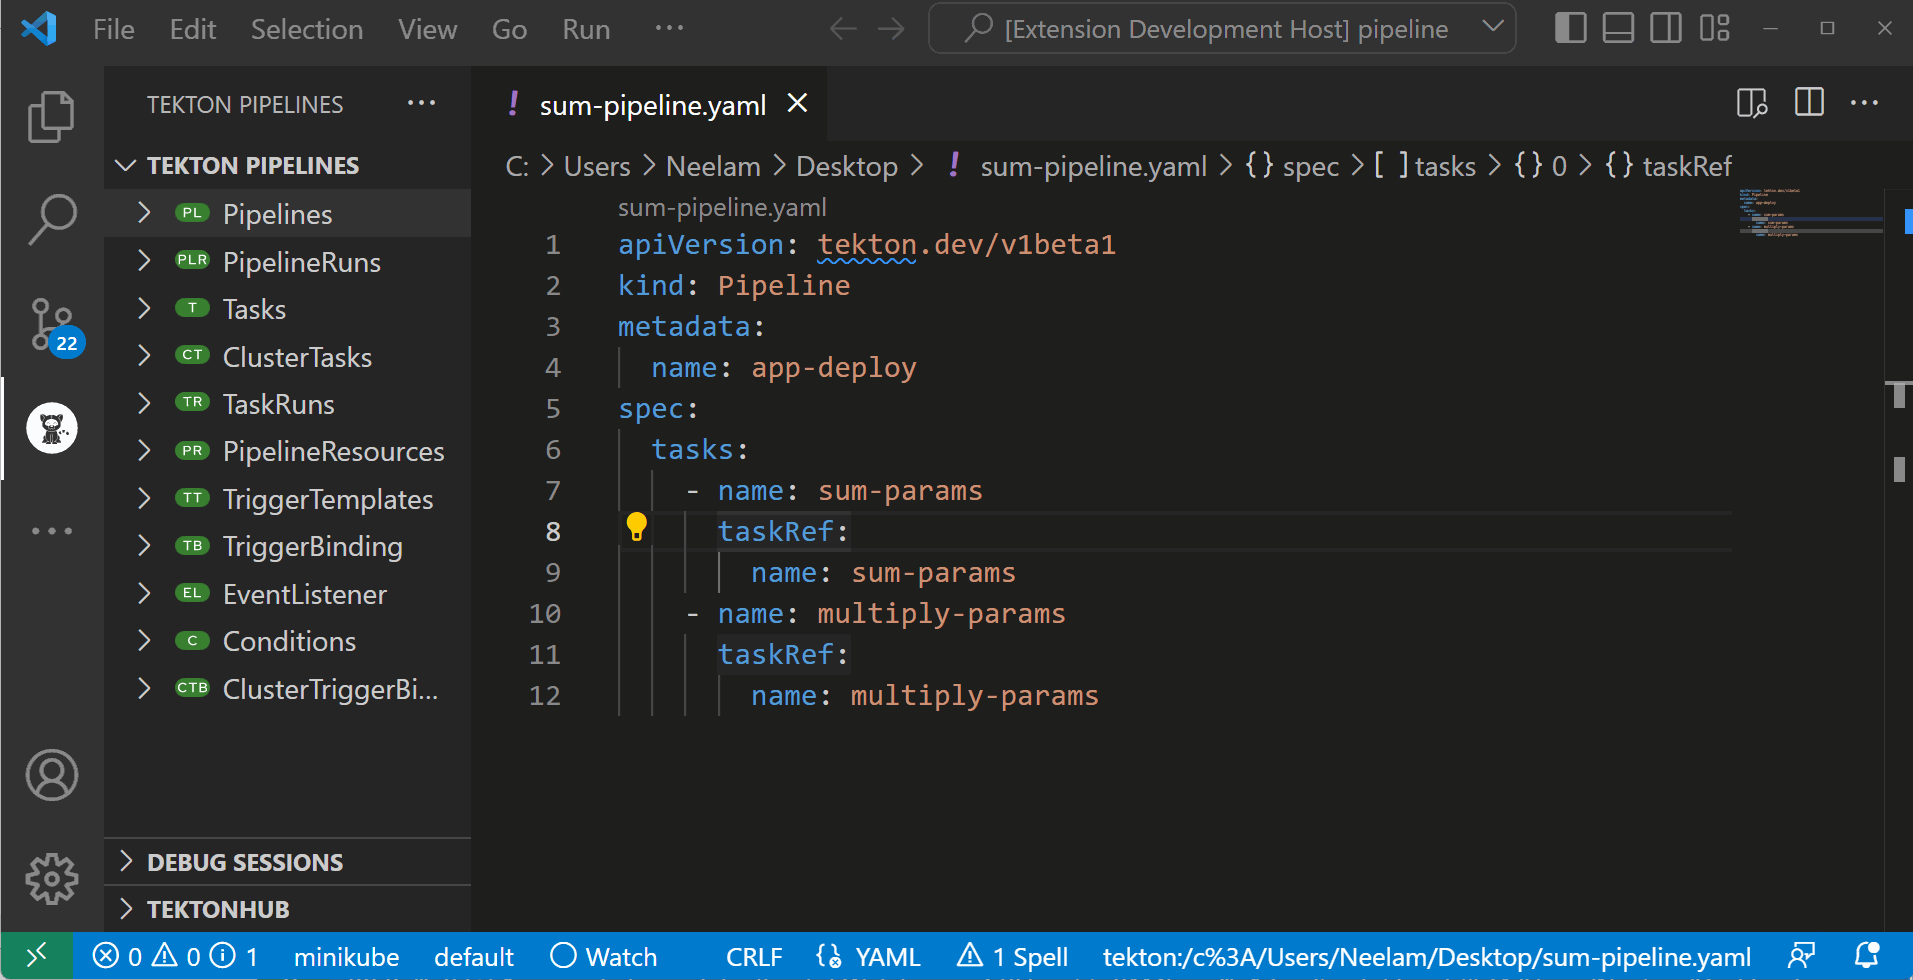 File Edit Selection View Go Run ··· [Extension Development Host] pipeline
TEKTON PIPELINES ···
TEKTON PIPELINES
PL Pipelines
PLR PipelineRuns
T Tasks
CT ClusterTasks
TR TaskRuns
PR PipelineResources
TT TriggerTemplates
TB TriggerBinding
EL EventListener
C Conditions
CTB ClusterTriggerBi...
DEBUG SESSIONS
TEKTONHUB
22
! sum-pipeline.yaml
C: > Users > Neelam > Desktop > ! sum-pipeline.yaml > {} spec > [ ] tasks > {} 0 > {} taskRef
sum-pipeline.yaml
1 apiVersion: tekton.dev/v1beta1
2 kind: Pipeline
3 metadata:
4 name: app-deploy
5 spec:
6 tasks:
7 - name: sum-params
8 taskRef:
9 name: sum-params
10 - name: multiply-params
11 taskRef:
12 name: multiply-params
0 0 1 minikube default Watch CRLF YAML 1 Spell tekton:/c%3A/Users/Neelam/Desktop/sum-pipeline.yaml